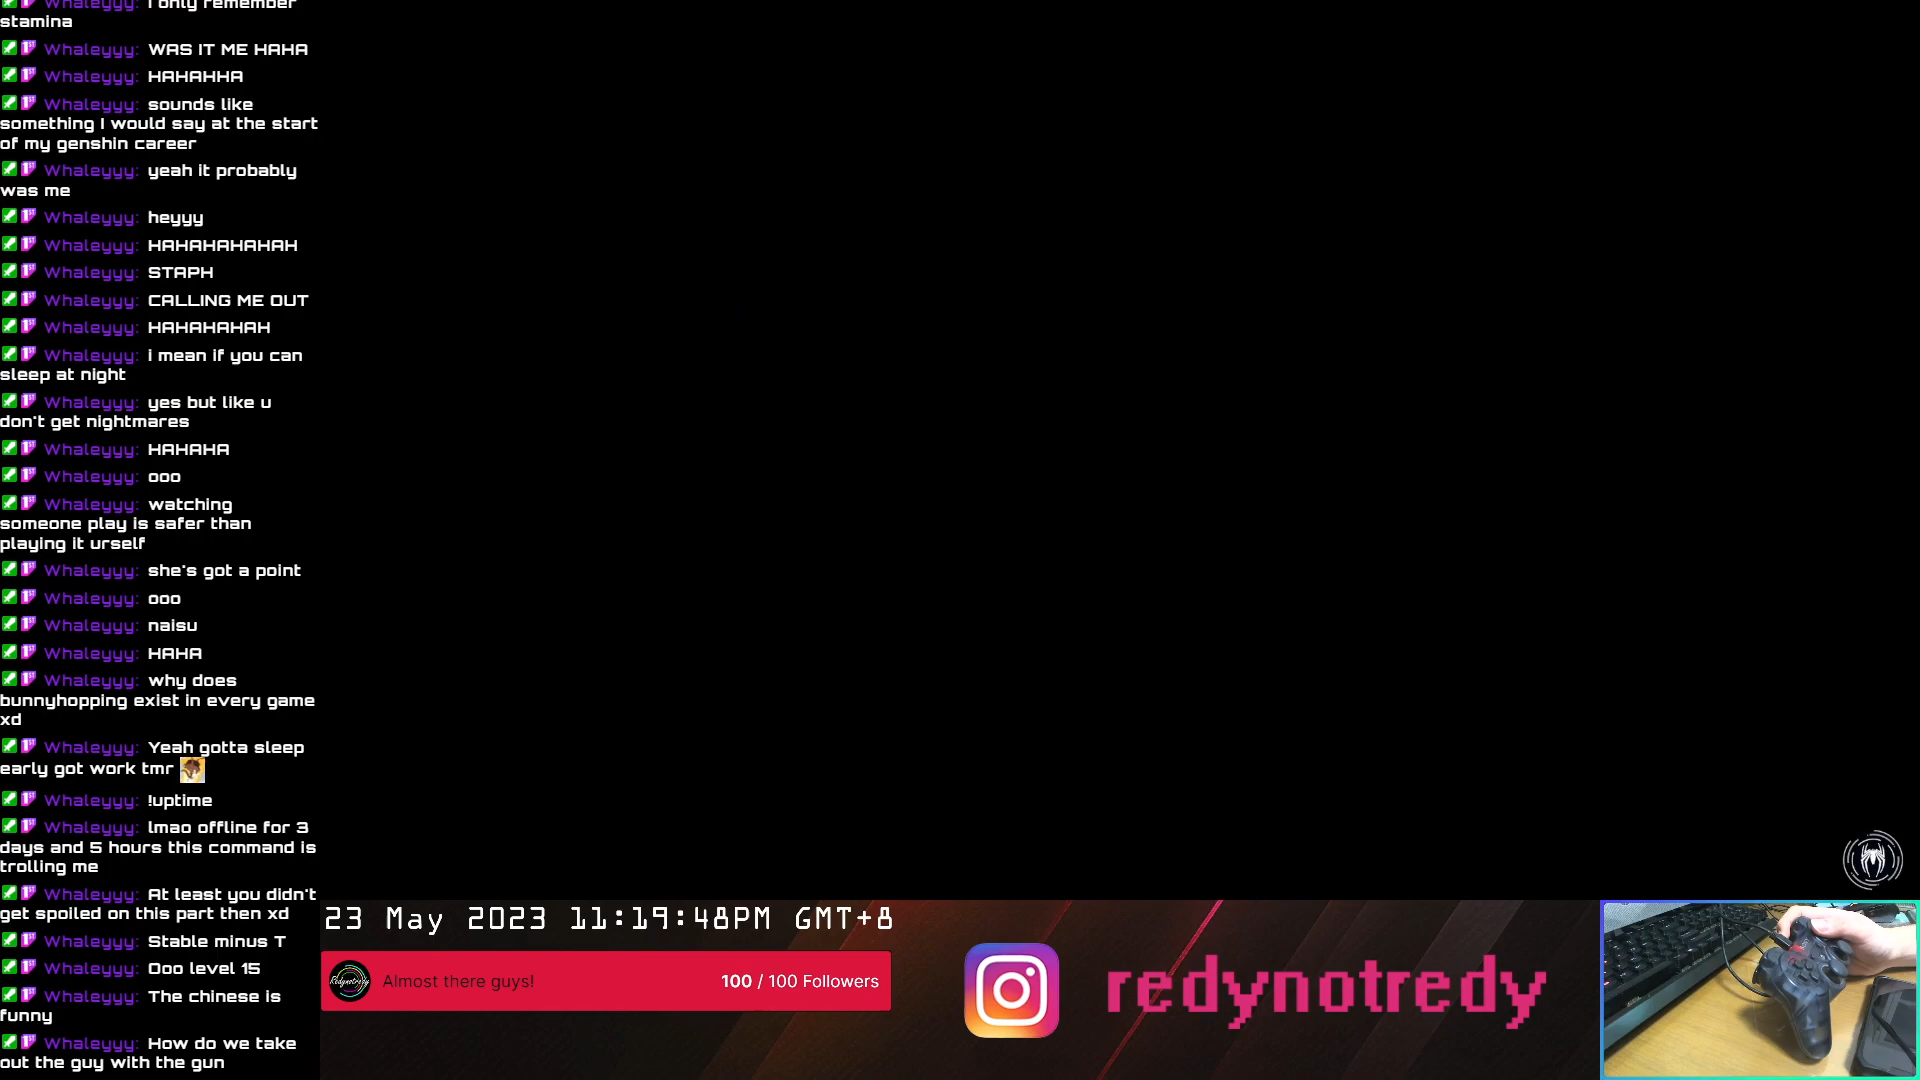 Whaleyyy: I only remember
stamina
Whaleyyy: WAS IT ME HAHA
Whaleyyy: HAHAHHA
Whaleyyy: sounds like
something I would say at the start
of my genshin career
Whaleyyy: yeah it probably
was me
Whaleyyy: heyyy
Whaleyyy: HAHAHAHAHAH
Whaleyyy: STAPH
Whaleyyy: CALLING ME OUT
Whaleyyy: HAHAHAHAH
Whaleyyy: i mean if you can
sleep at night
Whaleyyy: yes but like u
don't get nightmares
Whaleyyy: HAHAHA
Whaleyyy: ooo
Whaleyyy: watching
someone play is safer than
playing it urself
Whaleyyy: she's got a point
Whaleyyy: ooo
Whaleyyy: naisu
Whaleyyy: HAHA
Whaleyyy: why does
bunnyhopping exist in every game
xd
Whaleyyy: Yeah gotta sleep
early got work tmr
Whaleyyy: !uptime
Whaleyyy: lmao offline for 3
days and 5 hours this command is
trolling me
Whaleyyy: At least you didn't
get spoiled on this part then xd
Whaleyyy: Stable minus T
Whaleyyy: Ooo level 15
Whaleyyy: The chinese is
funny
Whaleyyy: How do we take
out the guy with the gun
23 May 2023 11:19:48PM GMT+8
Redynotredy
Almost there guys!
100 / 100 Followers
redynotredy